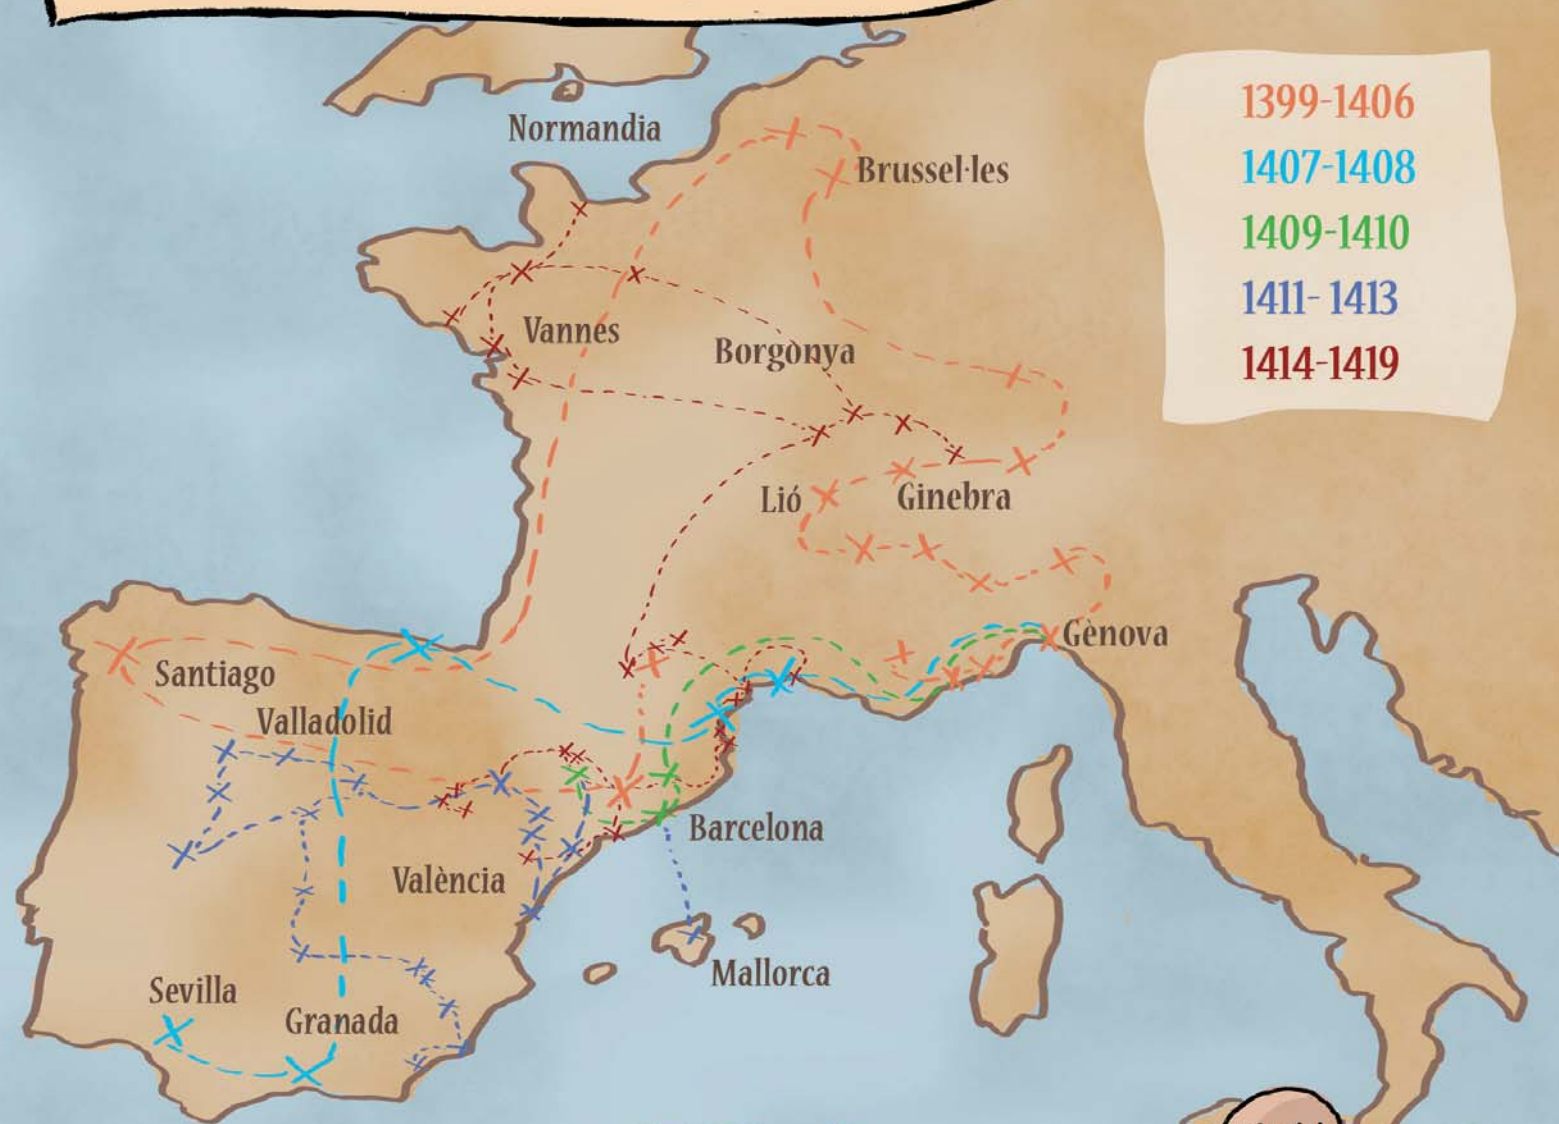 Normandia
Brussel·les
Vannes
Borgonya
Lió
Ginebra
Gènova
Santiago
Valladolid
Barcelona
València
Mallorca
Sevilla
Granada
1399-1406
1407-1408
1409-1410
1411- 1413
1414-1419